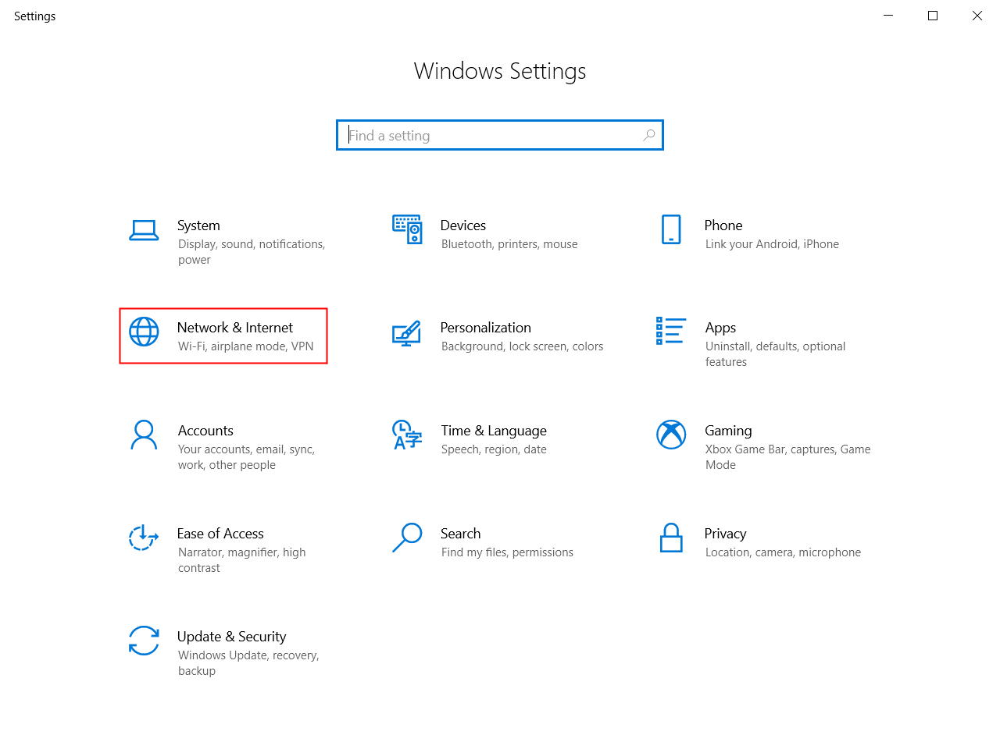 Settings
Windows Settings
Find a setting
System
Display, sound, notifications,
power
Devices
Bluetooth, printers, mouse
Phone
Link your Android, iPhone
Network & Internet
Wi-Fi, airplane mode, VPN
Personalization
Background, lock screen, colors
Apps
Uninstall, defaults, optional
features
Accounts
Your accounts, email, sync,
work, other people
Time & Language
Speech, region, date
Gaming
Xbox Game Bar, captures, Game
Mode
Ease of Access
Narrator, magnifier, high
contrast
Search
Find my files, permissions
Privacy
Location, camera, microphone
Update & Security
Windows Update, recovery,
backup